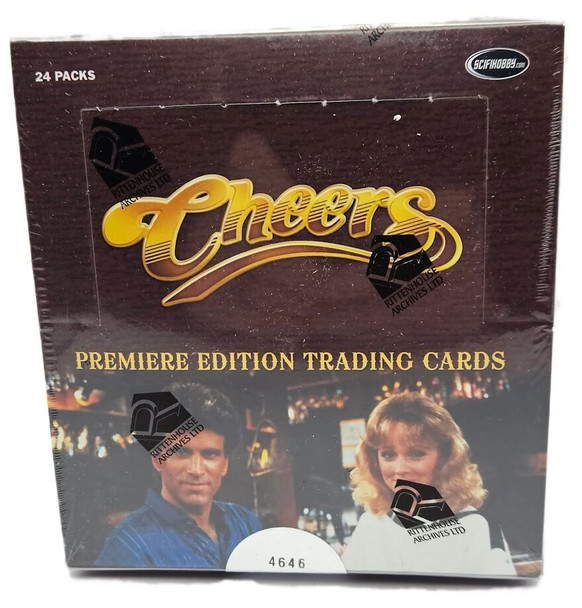 ARCHI
24 PACKS
SCIFIHOBBY.com
RITTENHOUSE
ARCHIVES LTD
Cheers
RITTENHOUSE
ARCHIVES LTD
PREMIERE EDITION TRADING CARDS
RITTENHOUSE
ARCHIVES LTD
RITTENHOUSE
ARCHIVES LTD
4646